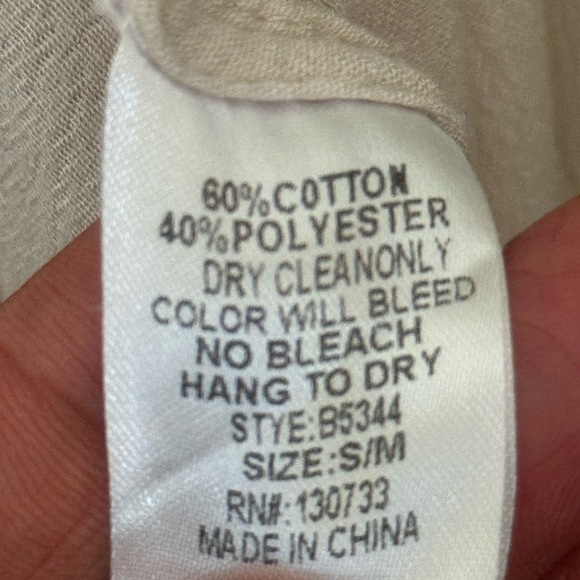 60%COTTON
40%POLYESTER
DRY CLEANONLY
COLOR WILL BLEED
NO BLEACH
HANG TO DRY
STYE:B5344
SIZE:S/M
RN#:130733
MADE IN CHINA